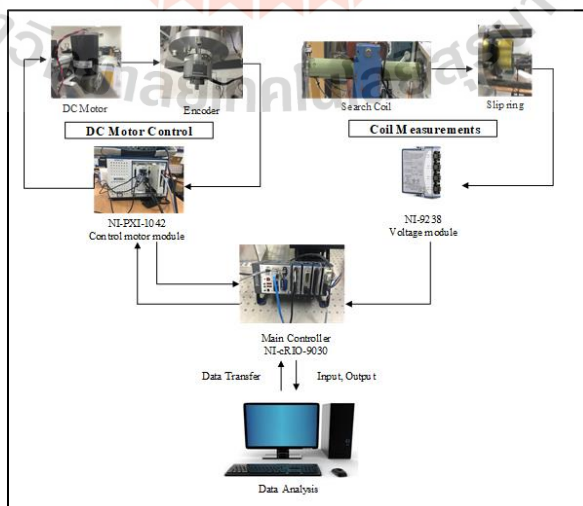 DC Motor
Encoder
Search Coil
Slip ring
DC Motor Control
Coil Measurements
NI-PXI-1042
Control motor module
NI-9238
Voltage module
Main Controller
NI-cRIO-9030
Data Transfer
Input, Output
Data Analysis